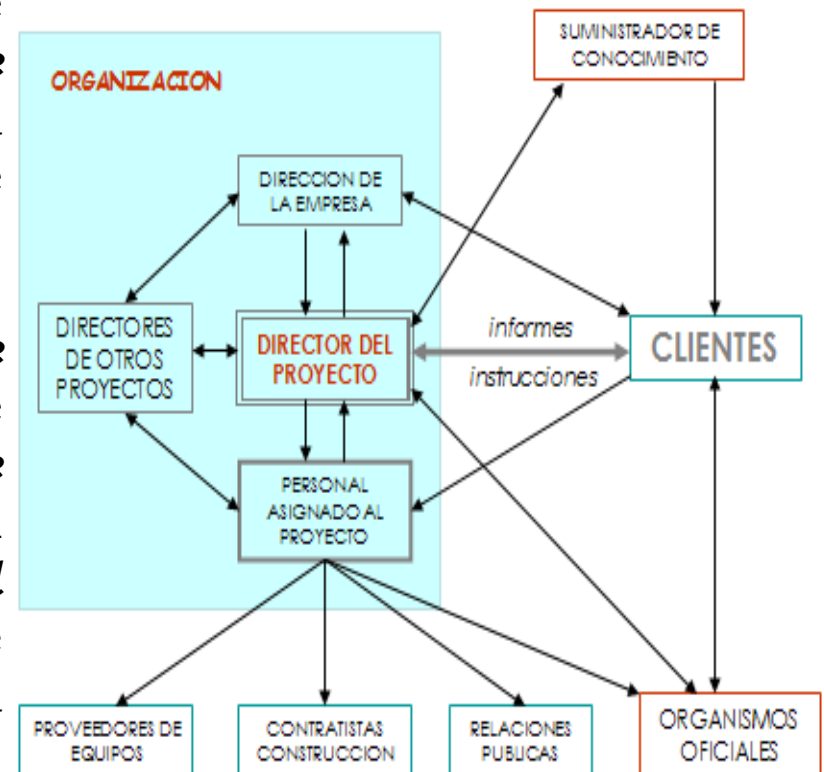 SUMINISTRADOR DE
CONOCIMIENTO
ORGANIZACION
DIRECCION DE
LA EMPRESA
DIRECTORES
DE OTROS
PROYECTOS
DIRECTOR DEL
PROYECTO
informes
instrucciones
CLIENTES
PERSONAL
ASIGNADO AL
PROYECTO
PROVEEDORES DE
EQUIPOS
CONTRATISTAS
CONSTRUCCION
RELACIONES
PUBLICAS
ORGANISMOS
OFICIALES